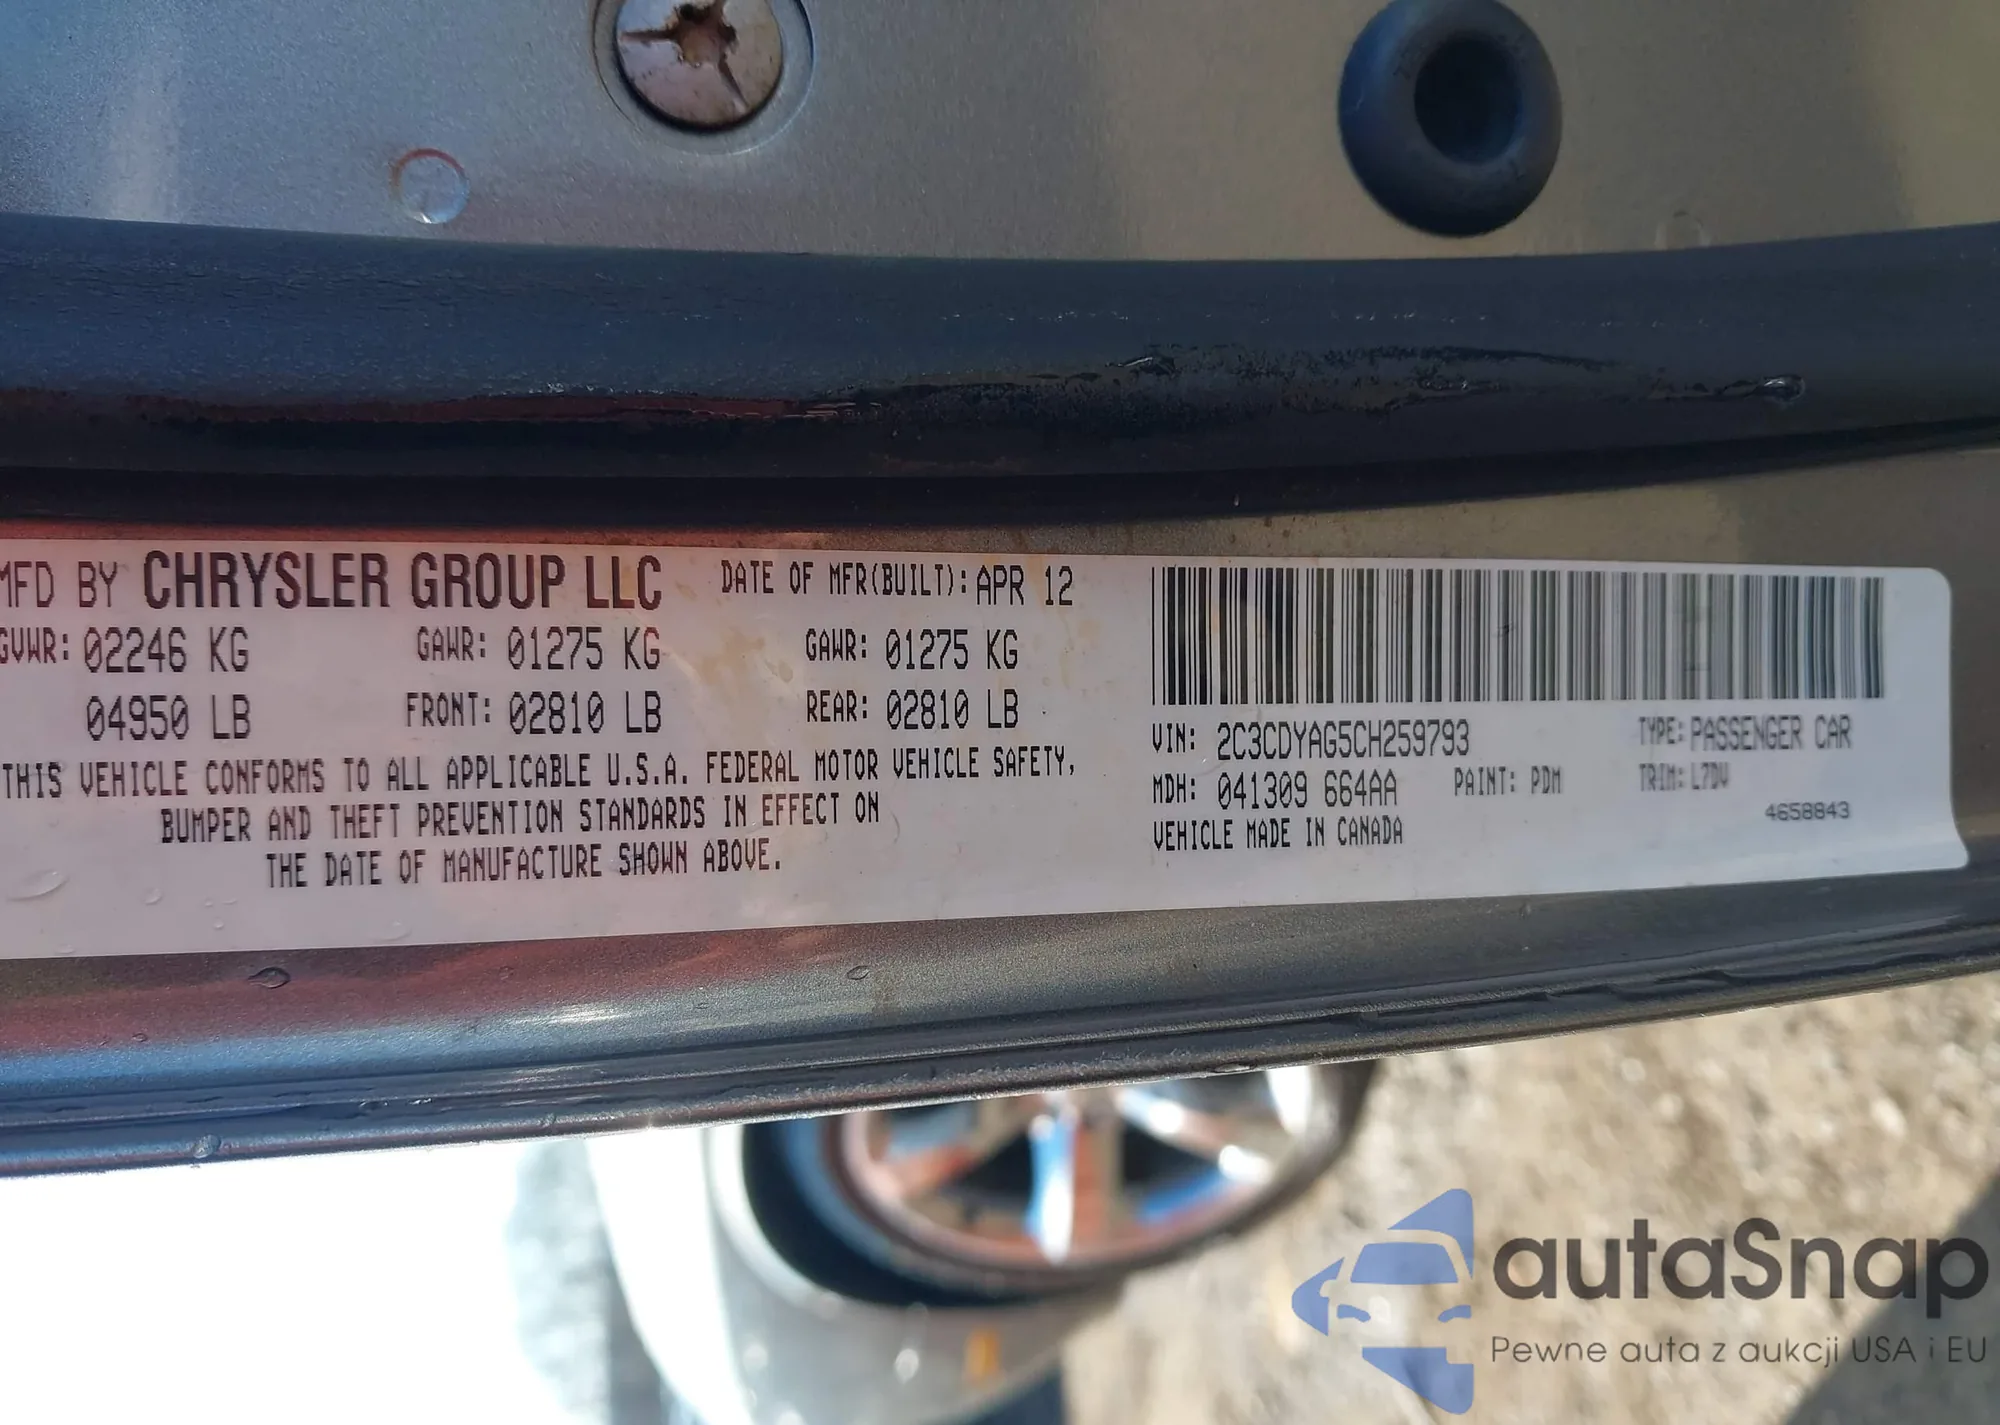 MFD BY CHRYSLER GROUP LLC DATE OF MFR(BUILT): APR 12
GVWR: 02246 KG GAWR: 01275 KG GAWR: 01275 KG
04950 LB FRONT: 02810 LB REAR: 02810 LB
THIS VEHICLE CONFORMS TO ALL APPLICABLE U.S.A. FEDERAL MOTOR VEHICLE SAFETY,
BUMPER AND THEFT PREVENTION STANDARDS IN EFFECT ON
THE DATE OF MANUFACTURE SHOWN ABOVE.
VIN: 2C3CDYAG5CH259793 TYPE: PASSENGER CAR
MDH: 041309 664AA PAINT: PDM TRIM: L7DV
4658843
VEHICLE MADE IN CANADA
autaSnap
Pewne auta z aukcji USA i EU